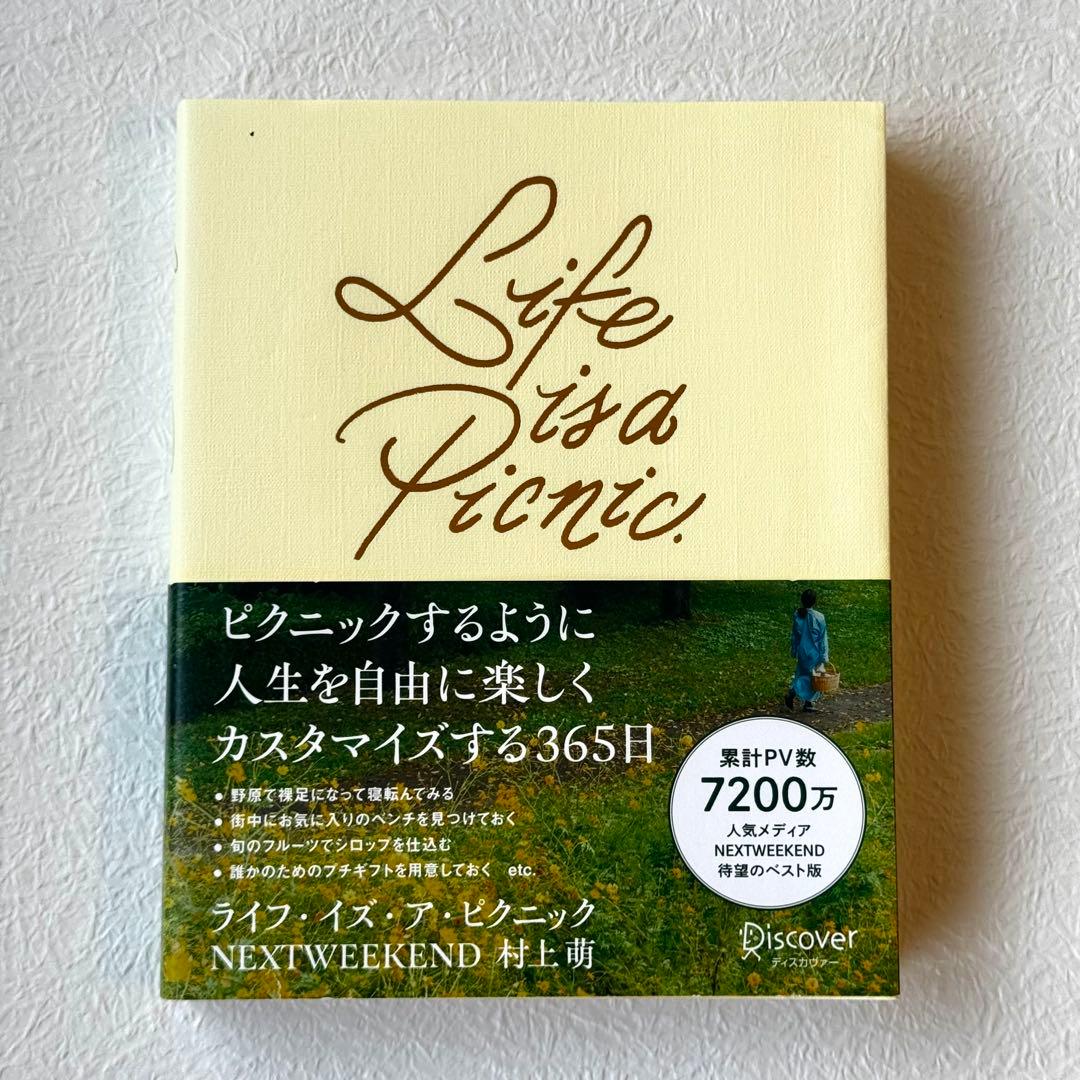 Life
is a
Picnic.
ピクニックするように
人生を自由に楽しく
カスタマイズする365日
● 野原で裸足になって寝転んでみる
● 街中にお気に入りのベンチを見つけておく
● 旬のフルーツでシロップを仕込む
● 誰かのためのプチギフトを用意しておく etc.
ライフ・イズ・ア・ピクニック
NEXTWEEKEND 村上萌
累計PV数
7200万
人気メディア
NEXTWEEKEND
待望のベスト版
Discover
ディスカヴァー